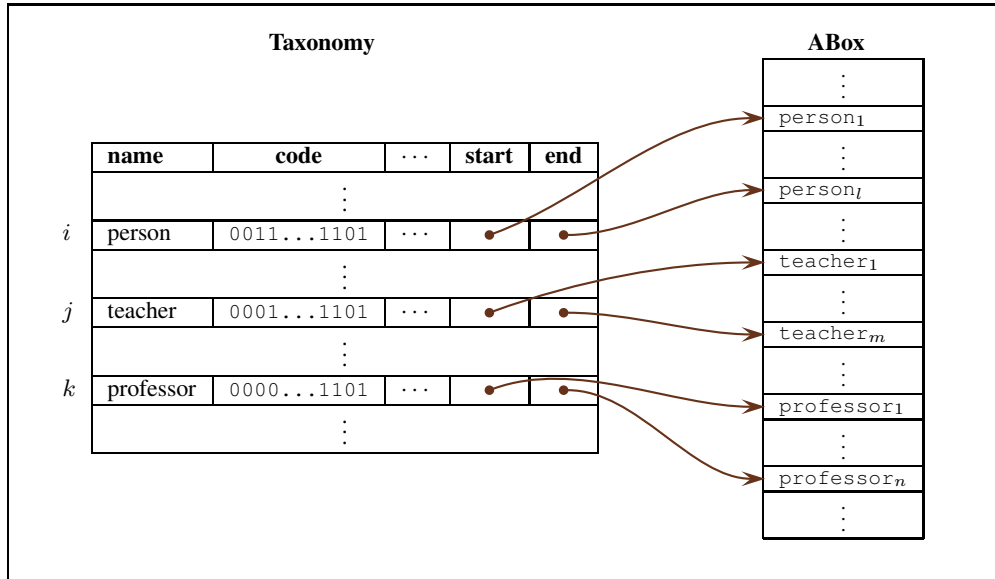 Taxonomy
ABox
⋮
person₁
⋮
personₗ
⋮
teacher₁
⋮
teacherₘ
⋮
professor₁
⋮
professorₙ
⋮
name code ··· start end
⋮
i person 0011...1101 ···
⋮
j teacher 0001...1101 ···
⋮
k professor 0000...1101 ···
⋮